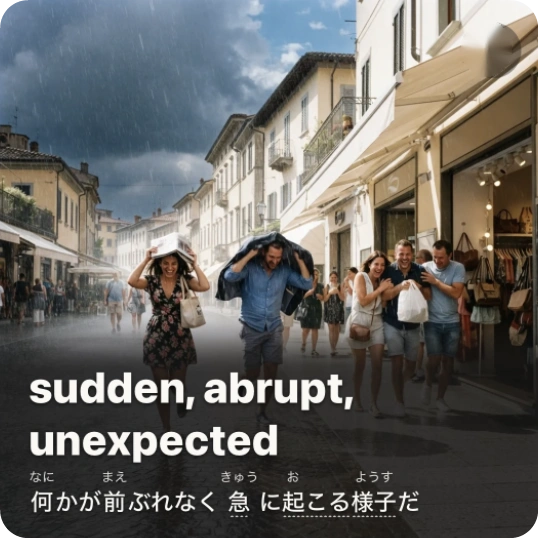 sudden, abrupt,
unexpected
なに まえ きゅう お ようす
何かが前ぶれなく 急 に起こる様子だ